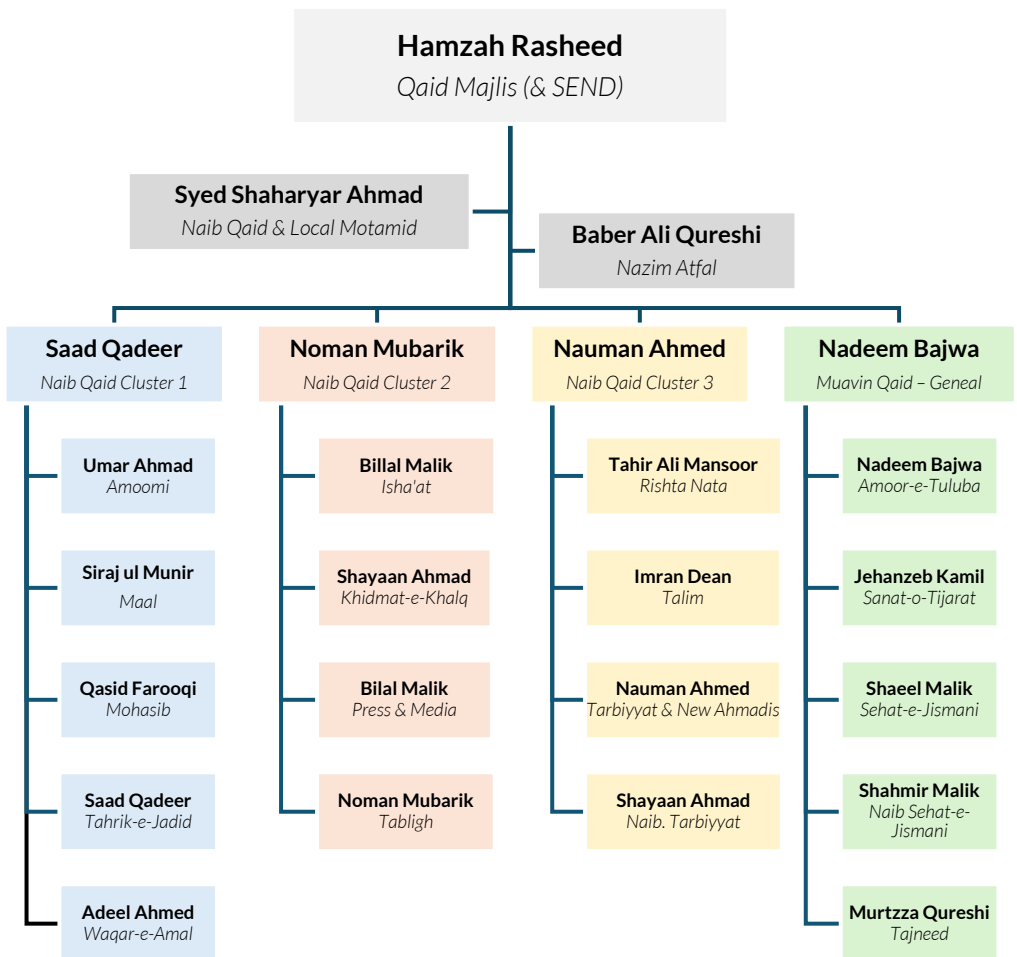 Hamzah Rasheed
Qaid Majlis (& SEND)
Syed Shaharyar Ahmad
Naib Qaid & Local Motamid
Baber Ali Qureshi
Nazim Atfal
Saad Qadeer
Naib Qaid Cluster 1
Umar Ahmad
Amoomi
Siraj ul Munir
Maal
Qasid Farooqi
Mohasib
Saad Qadeer
Tahrik-e-Jadid
Adeel Ahmed
Waqar-e-Amal
Noman Mubarik
Naib Qaid Cluster 2
Billal Malik
Isha'at
Shayaan Ahmad
Khidmat-e-Khalq
Bilal Malik
Press & Media
Noman Mubarik
Tabligh
Nauman Ahmed
Naib Qaid Cluster 3
Tahir Ali Mansoor
Rishta Nata
Imran Dean
Talim
Nauman Ahmed
Tarbiyyat & New Ahmadis
Shayaan Ahmad
Naib. Tarbiyyat
Nadeem Bajwa
Muavin Qaid – Geneal
Nadeem Bajwa
Amoor-e-Tuluba
Jehanzeb Kamil
Sanat-o-Tijarat
Shaeel Malik
Sehat-e-Jismani
Shahmir Malik
Naib Sehat-e-
Jismani
Murtzza Qureshi
Tajneed